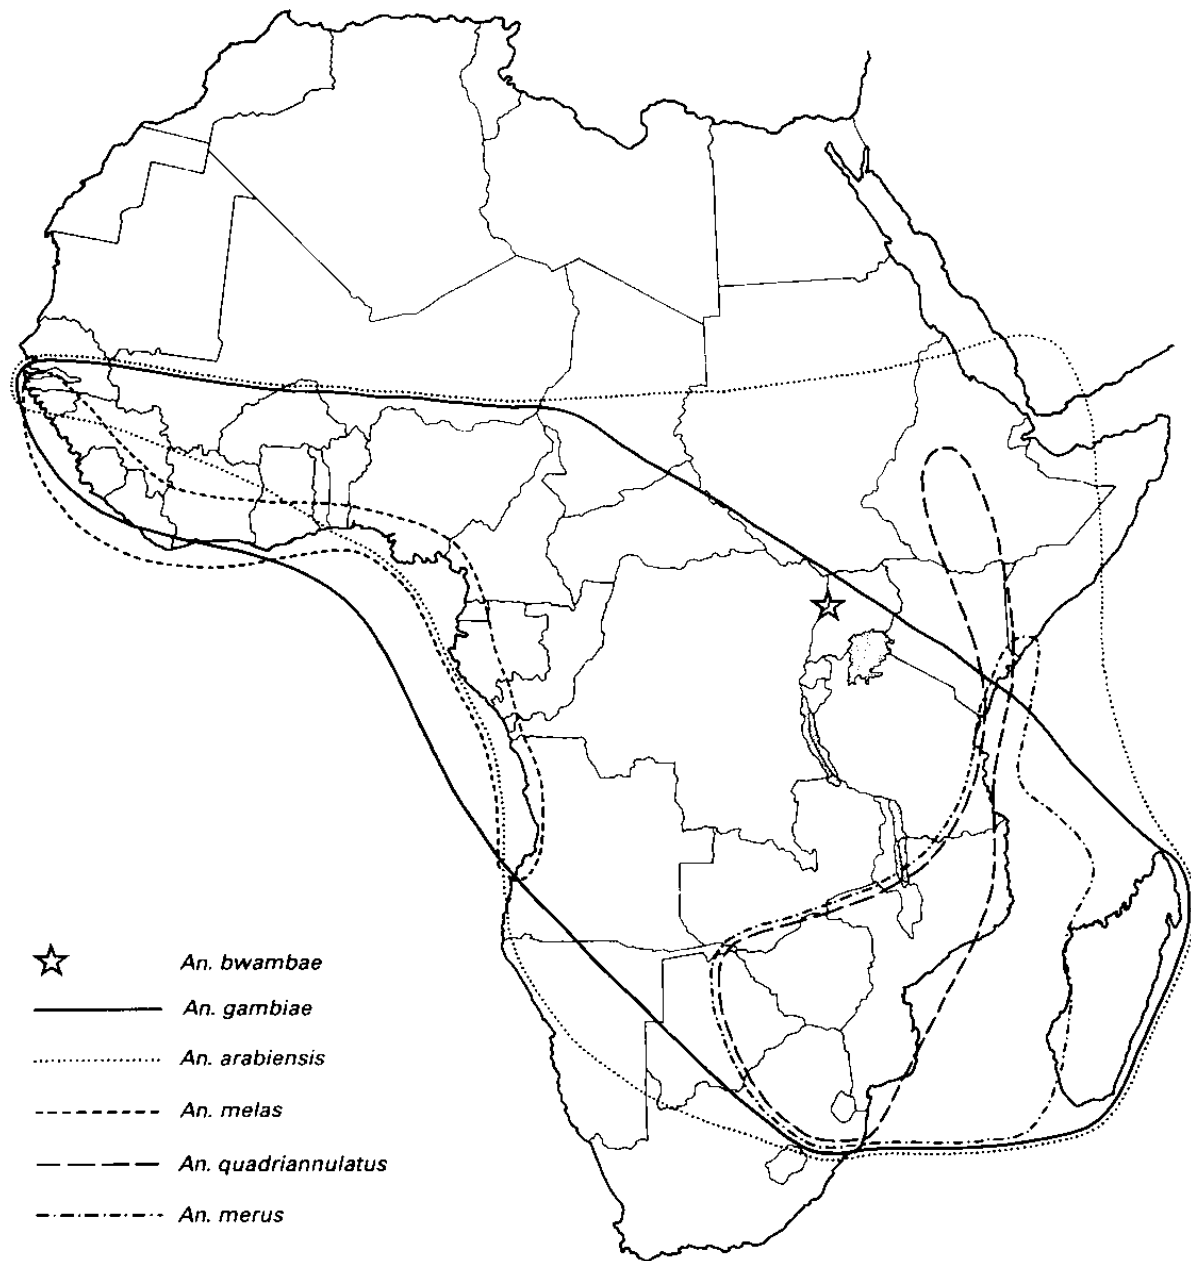 An. bwambae
An. gambiae
An. arabiensis
An. melas
An. quadriannulatus
An. merus